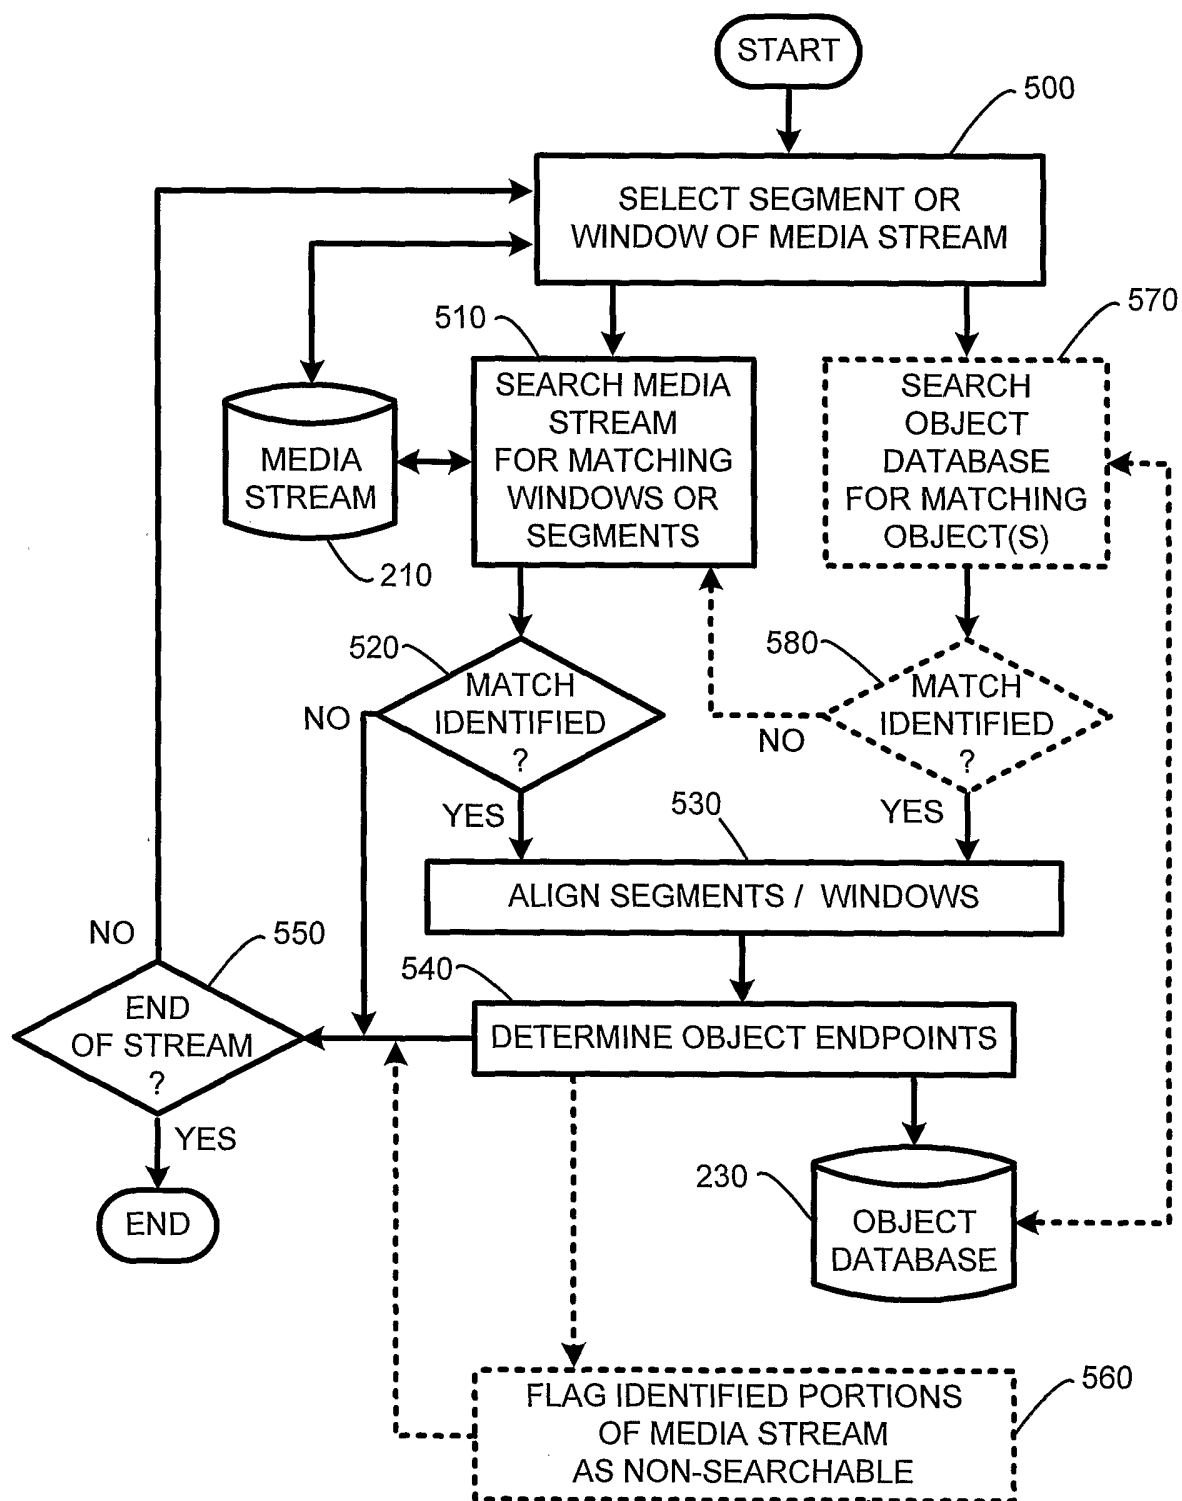 START
500
SELECT SEGMENT OR
WINDOW OF MEDIA STREAM
510
570
SEARCH MEDIA
STREAM
FOR MATCHING
WINDOWS OR
SEGMENTS
SEARCH
OBJECT
DATABASE
FOR MATCHING
OBJECT(S)
MEDIA
STREAM
210
520
MATCH
IDENTIFIED
?
NO
YES
580
MATCH
IDENTIFIED
?
NO
YES
530
ALIGN SEGMENTS / WINDOWS
NO
550
END
OF STREAM
?
YES
END
540
DETERMINE OBJECT ENDPOINTS
230
OBJECT
DATABASE
560
FLAG IDENTIFIED PORTIONS
OF MEDIA STREAM
AS NON-SEARCHABLE